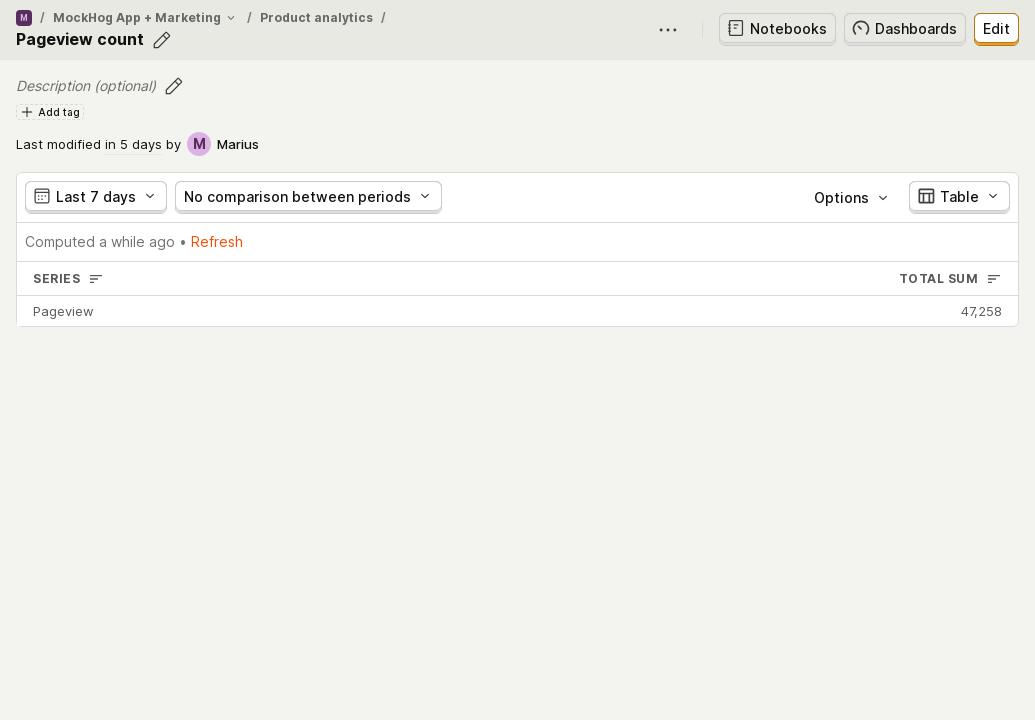 M / MockHog App + Marketing / Product analytics /
Pageview count
Notebooks
Dashboards
Edit
Description (optional)
Add tag
Last modified in 5 days by M Marius
Last 7 days
No comparison between periods
Options
Table
Computed a while ago • Refresh
SERIES TOTAL SUM
Pageview 47,258